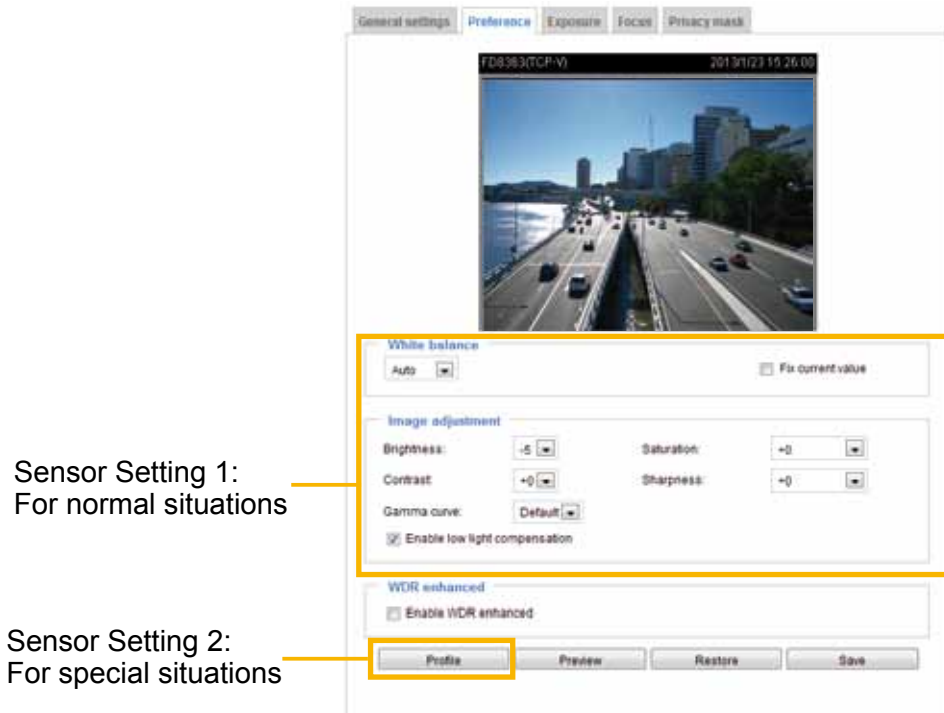 General settings Preference Exposure Focus Privacy mask
FD8363(TCP-V) 2013/1/23 15:26:00
White balance
Auto Fix current value
Image adjustment
Brightness: -5 Saturation: +0
Contrast: +0 Sharpness: +0
Gamma curve: Default
Enable low light compensation
Sensor Setting 1:
For normal situations
WDR enhanced
Enable WDR enhanced
Sensor Setting 2:
For special situations
Profile Preview Restore Save